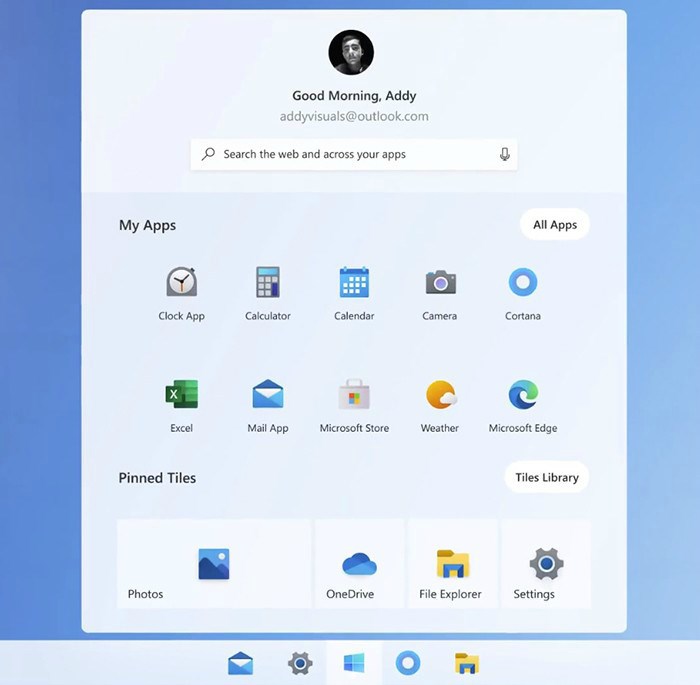 Good Morning, Addy
addyvisuals@outlook.com
Search the web and across your apps
My Apps
All Apps
Clock App
Calculator
Calendar
Camera
Cortana
X
Excel
Mail App
Microsoft Store
Weather
Microsoft Edge
Pinned Tiles
Tiles Library
Photos
OneDrive
File Explorer
Settings